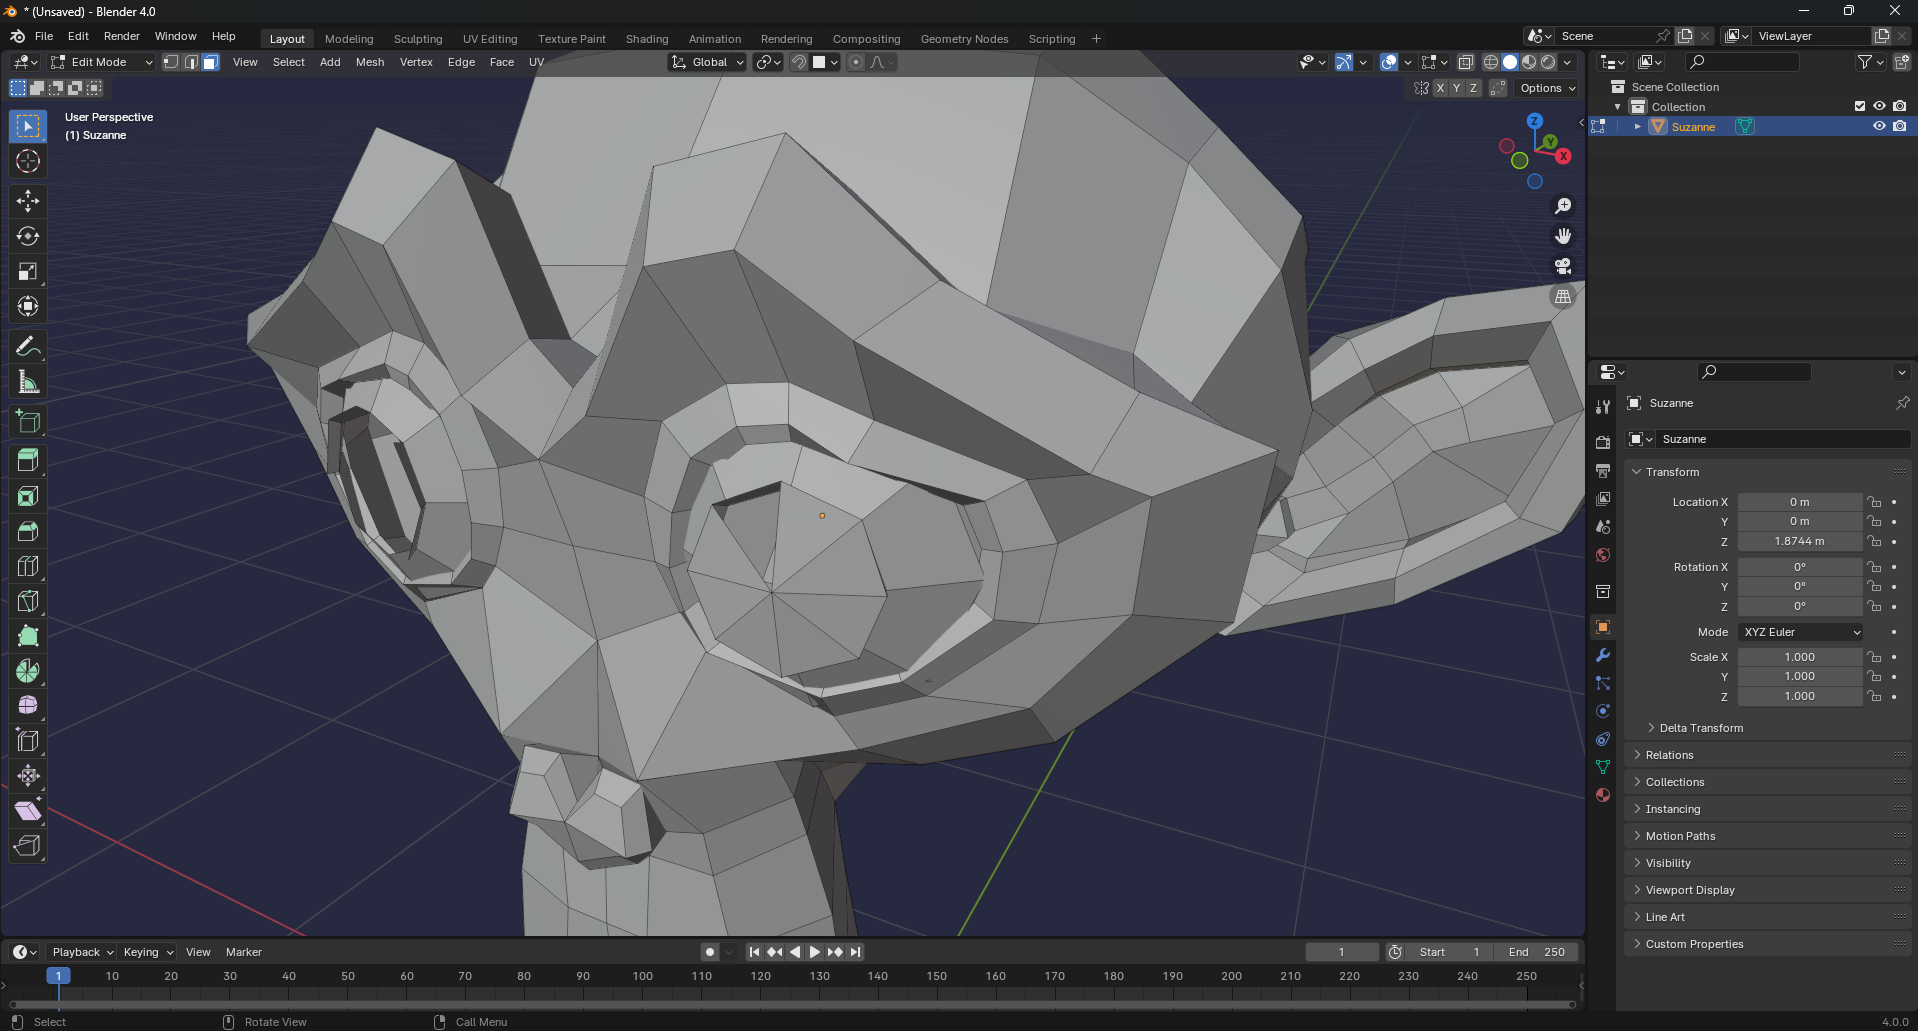 * (Unsaved) - Blender 4.0
File Edit Render Window Help Layout Modeling Sculpting UV Editing Texture Paint Shading Animation Rendering Compositing Geometry Nodes Scripting + Scene ViewLayer
Edit Mode View Select Add Mesh Vertex Edge Face UV Global
X Y Z Options
User Perspective
(1) Suzanne
Z
Y
X
Scene Collection
Collection
Suzanne
Suzanne
Suzanne
Transform
Location X 0 m
Y 0 m
Z 1.8744 m
Rotation X 0°
Y 0°
Z 0°
Mode XYZ Euler
Scale X 1.000
Y 1.000
Z 1.000
Delta Transform
Relations
Collections
Instancing
Motion Paths
Visibility
Viewport Display
Line Art
Custom Properties
Playback Keying View Marker 1 Start 1 End 250
1 10 20 30 40 50 60 70 80 90 100 110 120 130 140 150 160 170 180 190 200 210 220 230 240 250
Select Rotate View Call Menu 4.0.0